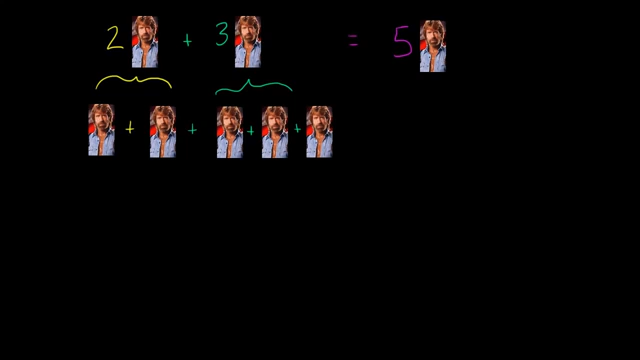 2 + 3 = 5
+ + + +